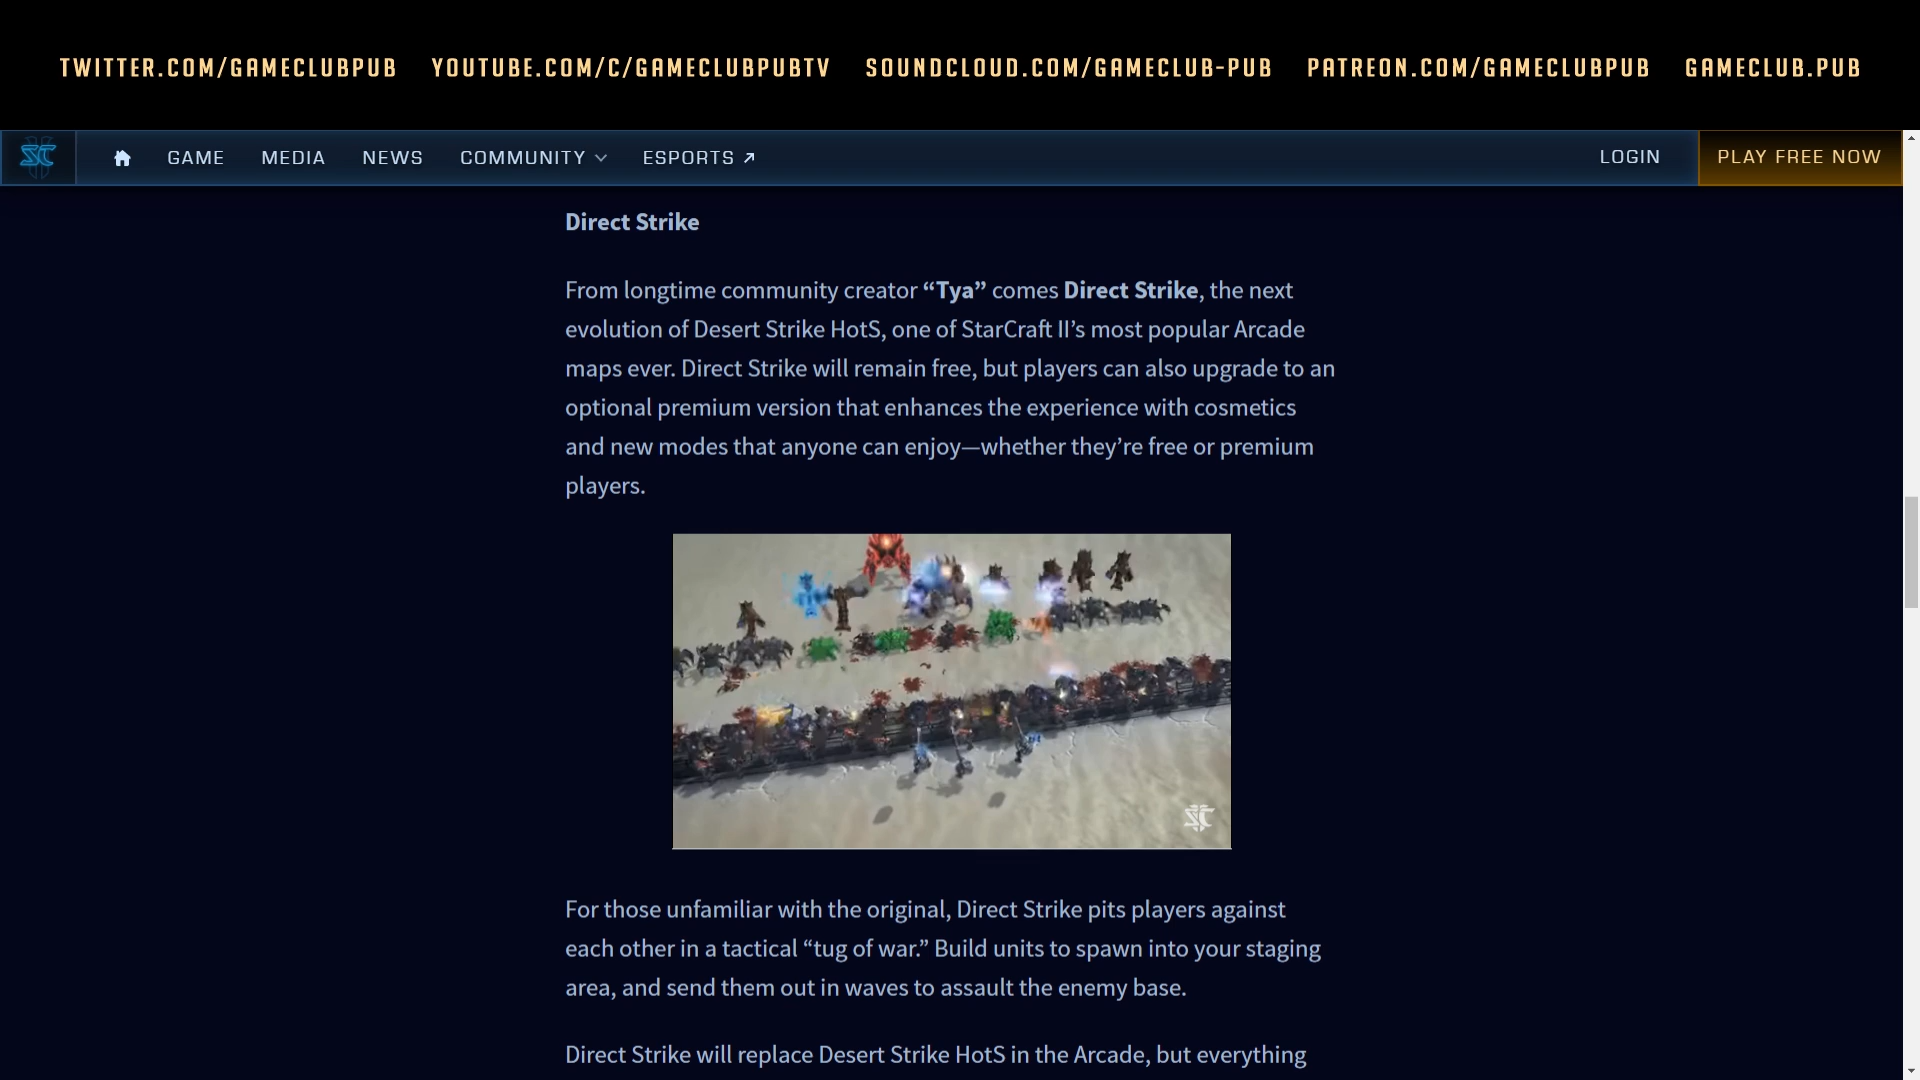 TWITTER.COM/GAMECLUBPUB YOUTUBE.COM/C/GAMECLUBPUBTV SOUNDCLOUD.COM/GAMECLUB-PUB PATREON.COM/GAMECLUBPUB GAMECLUB.PUB
SC GAME MEDIA NEWS COMMUNITY ESPORTS LOGIN PLAY FREE NOW
Direct Strike
From longtime community creator “Tya” comes Direct Strike, the next
evolution of Desert Strike HotS, one of StarCraft II’s most popular Arcade
maps ever. Direct Strike will remain free, but players can also upgrade to an
optional premium version that enhances the experience with cosmetics
and new modes that anyone can enjoy—whether they’re free or premium
players.
SC
For those unfamiliar with the original, Direct Strike pits players against
each other in a tactical “tug of war.” Build units to spawn into your staging
area, and send them out in waves to assault the enemy base.
Direct Strike will replace Desert Strike HotS in the Arcade, but everything